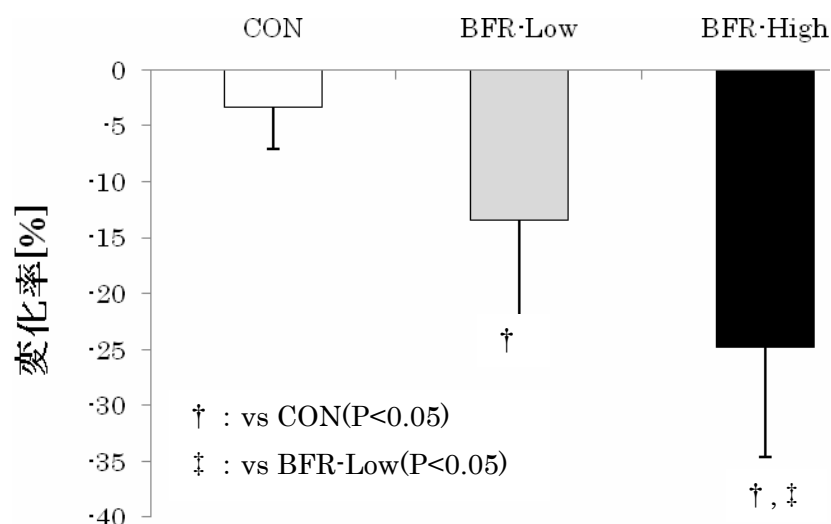 CON BFR-Low BFR-High
0
-5
-10
-15
-20
-25
-30
-35
-40
変化率[%]
†
† : vs CON(P<0.05)
‡ : vs BFR-Low(P<0.05)
† , ‡